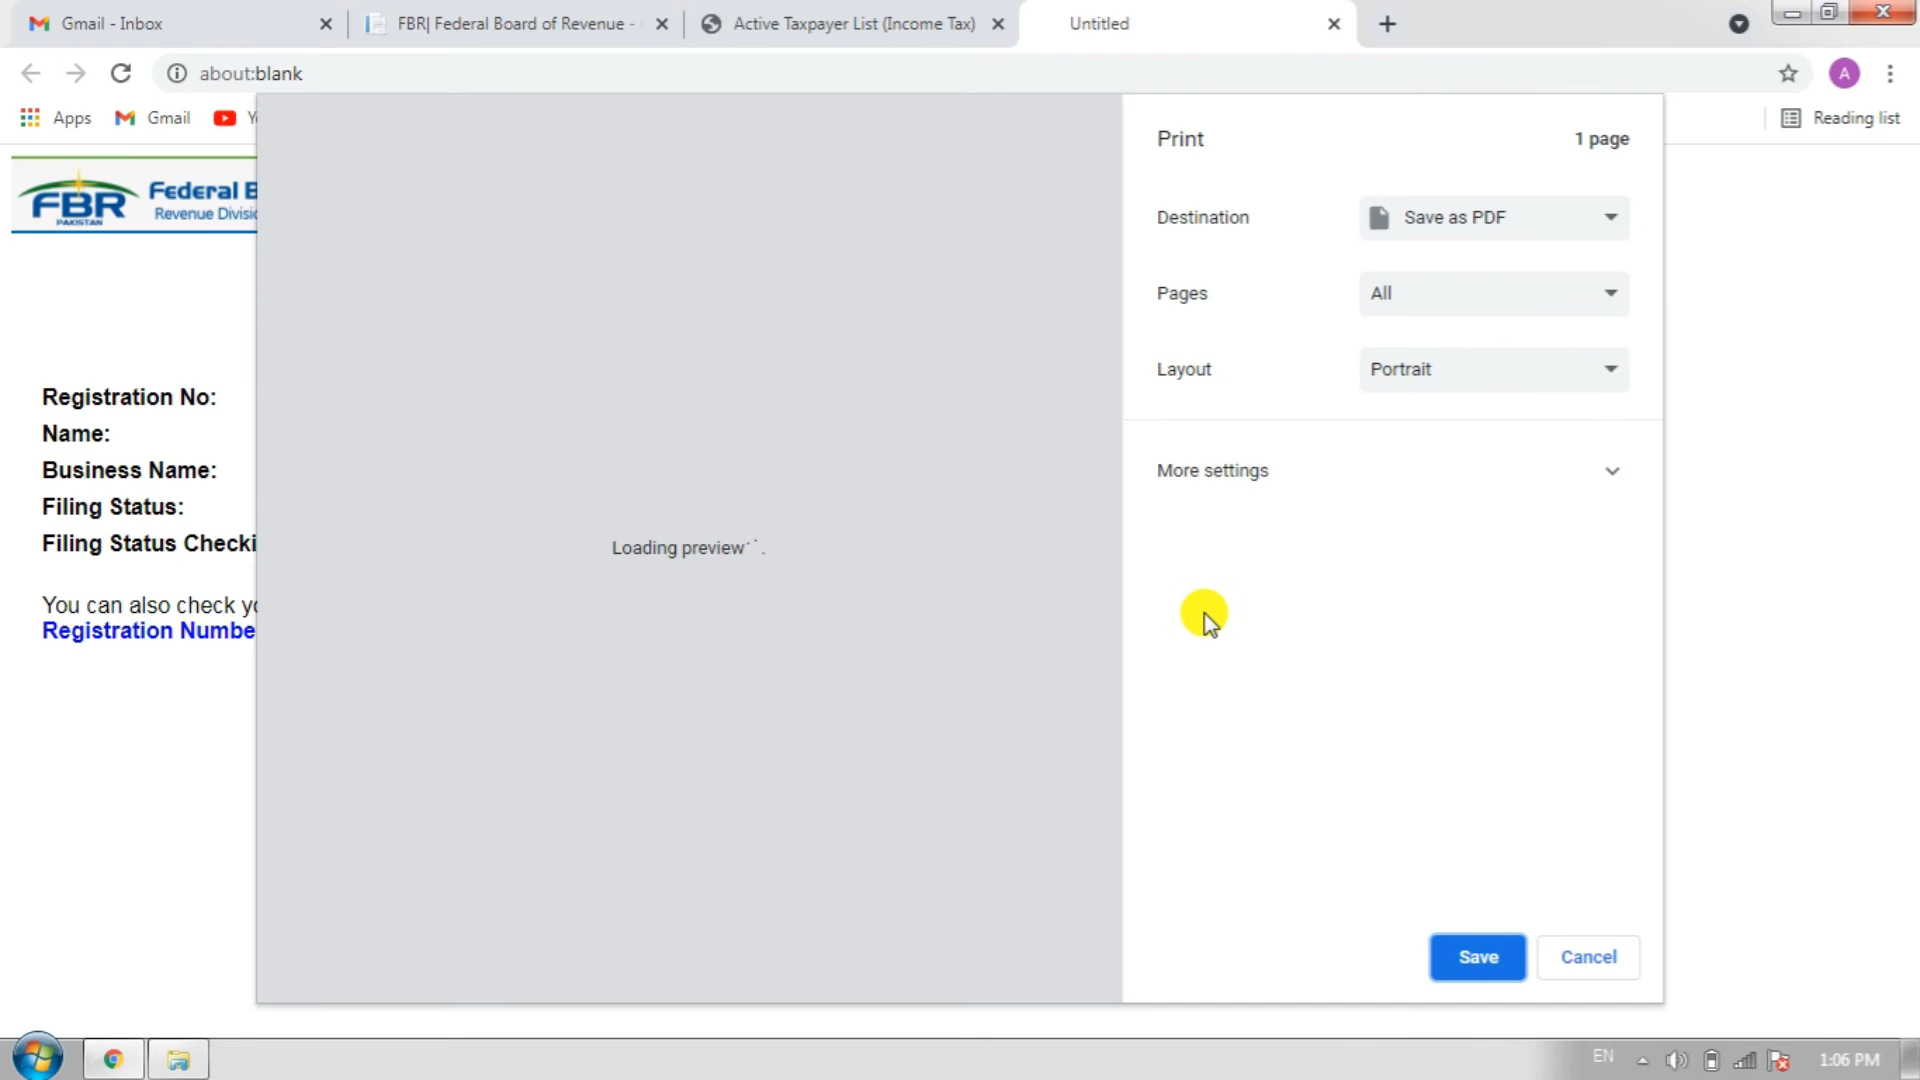 Gmail - Inbox
FBR| Federal Board of Revenue -
Active Taxpayer List (Income Tax)
Untitled
about:blank
A
Apps
Gmail
Reading list
FBR
PAKISTAN
Federal B
Revenue Divisi
Print
1 page
Destination
Save as PDF
Pages
All
Layout
Portrait
More settings
Registration No:
Name:
Business Name:
Filing Status:
Filing Status Checki
You can also check yo
Registration Numbe
Loading preview
Save
Cancel
EN
1:06 PM